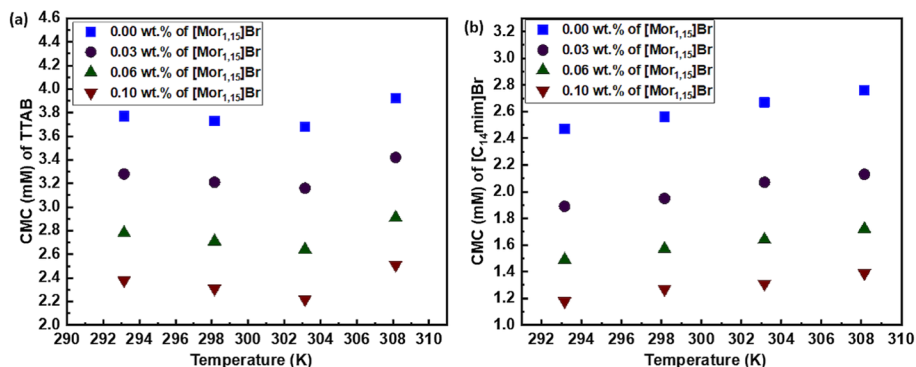 (a)
4.6
4.4
4.2
4.0
3.8
3.6
3.4
3.2
3.0
2.8
2.6
2.4
2.2
2.0
CMC (mM) of TTAB
0.00 wt.% of [Mor1,15]Br
0.03 wt.% of [Mor1,15]Br
0.06 wt.% of [Mor1,15]Br
0.10 wt.% of [Mor1,15]Br
290 292 294 296 298 300 302 304 306 308 310
Temperature (K)
(b)
3.2
3.0
2.8
2.6
2.4
2.2
2.0
1.8
1.6
1.4
1.2
1.0
CMC (mM) of [C14mim]Br
0.00 wt.% of [Mor1,15]Br
0.03 wt.% of [Mor1,15]Br
0.06 wt.% of [Mor1,15]Br
0.10 wt.% of [Mor1,15]Br
292 294 296 298 300 302 304 306 308 310
Temperature (K)